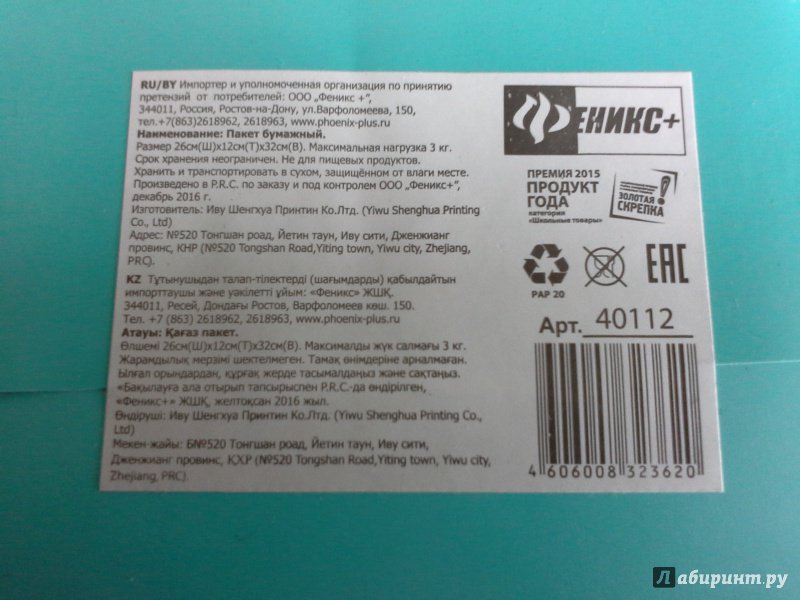 RU/BY Импортер и уполномоченная организация по принятию
претензий от потребителей: ООО „Феникс +”,
344011, Россия, Ростов-на-Дону, ул.Варфоломеева, 150,
тел.+7(863)2618962, 2618963, www.phoenix-plus.ru
Наименование: Пакет бумажный.
Размер 26см(Ш)х12см(Т)х32см(В). Максимальная нагрузка 3 кг.
Срок хранения неограничен. Не для пищевых продуктов.
Хранить и транспортировать в сухом, защищённом от влаги месте.
Произведено в P.R.C. по заказу и под контролем ООО „Феникс+”,
декабрь 2016 г.
Изготовитель: Иву Шенгхуа Принтин Ко.Лтд. (Yiwu Shenghua Printing
Co., Ltd)
Адрес: №520 Тонгшан роад, Йетин таун, Иву сити, Дженжианг
провинс, КНР (№520 Tongshan Road,Yiting town, Yiwu city, Zhejiang,
PRC).
KZ Тұтынушыдан талап-тілектерді (шағымдарды) қабылдайтын
импорттаушы және уәкілетті ұйым: «Феникс» ЖШҚ.
344011, Ресей, Дондағы Ростов, Варфоломеев көш. 150.
Тел. +7 (863) 2618962, 2618963, www.phoenix-plus.ru
Атауы: Қағаз пакет.
Өлшемі 26см(Ш)х12см(Т)х32см(В). Максималды жүк салмағы 3 кг.
Жарамдылық мерзімі шектелмеген. Тамақ өнімдеріне арналмаған.
Ылғал орындардан, құрғақ жерде тасымалданыз және сақтаңыз.
«Бақылауға ала отырып тапсырыспен P.R.C.-да өндірілген,
«Феникс+» ЖШҚ, желтоқсан 2016 жыл.
Өндіруші: Иву Шенгхуа Принтин Ко.Лтд. (Yiwu Shenghua Printing Co.,
Ltd)
Мекен-жайы: Б№520 Тонгшан роад, Йетин таун, Иву сити,
Дженжианг провинс, ҚХР (№520 Tongshan Road,Yiting town, Yiwu city,
Zhejiang, PRC).
ФЕНИКС+
ПРЕМИЯ 2015
ПРОДУКТ
ГОДА
категория
«Школьные товары»
ЗОЛОТАЯ
СКРЕПКА
PAP 20
EAC
Арт. 40112
4 606008 323620
Лабиринт.ру